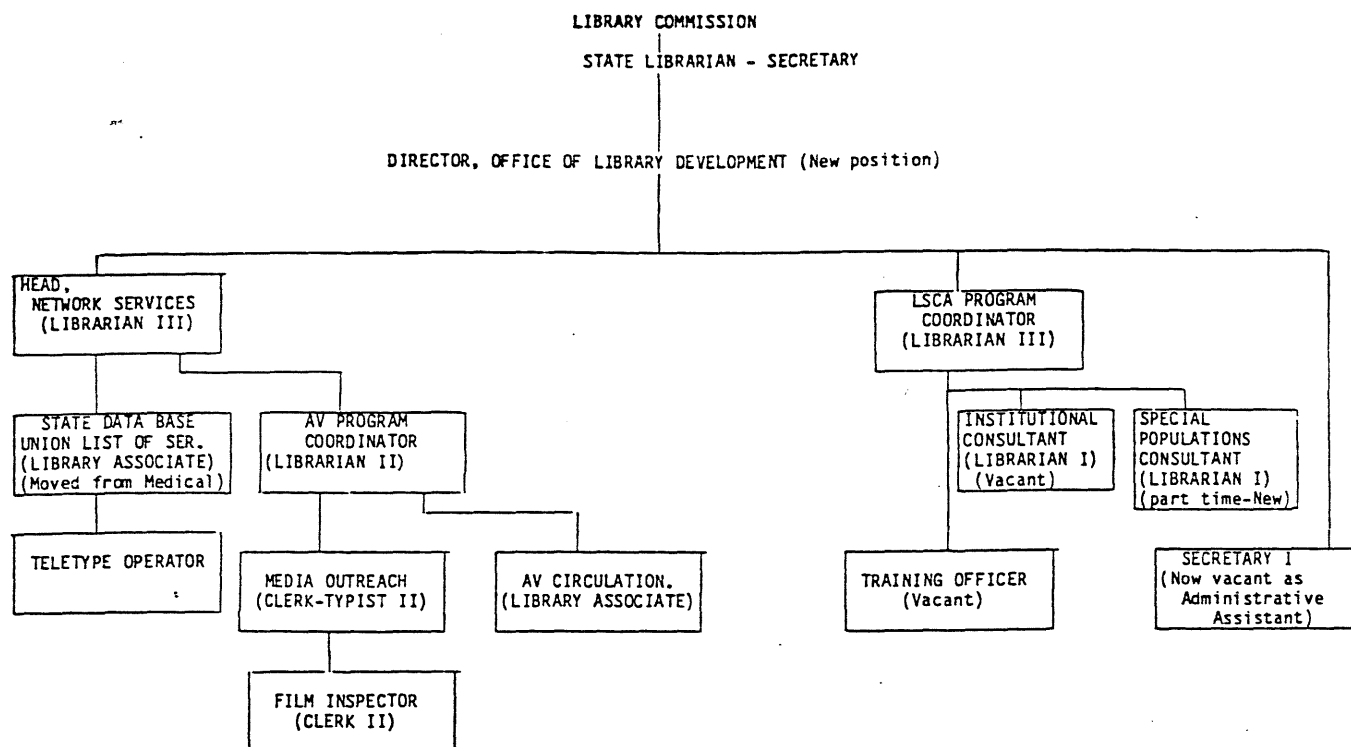 LIBRARY COMMISSION
STATE LIBRARIAN - SECRETARY
DIRECTOR, OFFICE OF LIBRARY DEVELOPMENT (New position)
HEAD,
NETWORK SERVICES
(LIBRARIAN III)
LSCA PROGRAM
COORDINATOR
(LIBRARIAN III)
STATE DATA BASE
UNION LIST OF SER.
(LIBRARY ASSOCIATE)
(Moved from Medical)
AV PROGRAM
COORDINATOR
(LIBRARIAN II)
INSTITUTIONAL
CONSULTANT
(LIBRARIAN I)
(Vacant)
SPECIAL
POPULATIONS
CONSULTANT
(LIBRARIAN I)
(part time-New)
TELETYPE OPERATOR
MEDIA OUTREACH
(CLERK-TYPIST II)
AV CIRCULATION.
(LIBRARY ASSOCIATE)
TRAINING OFFICER
(Vacant)
SECRETARY I
(Now vacant as
Administrative
Assistant)
FILM INSPECTOR
(CLERK II)